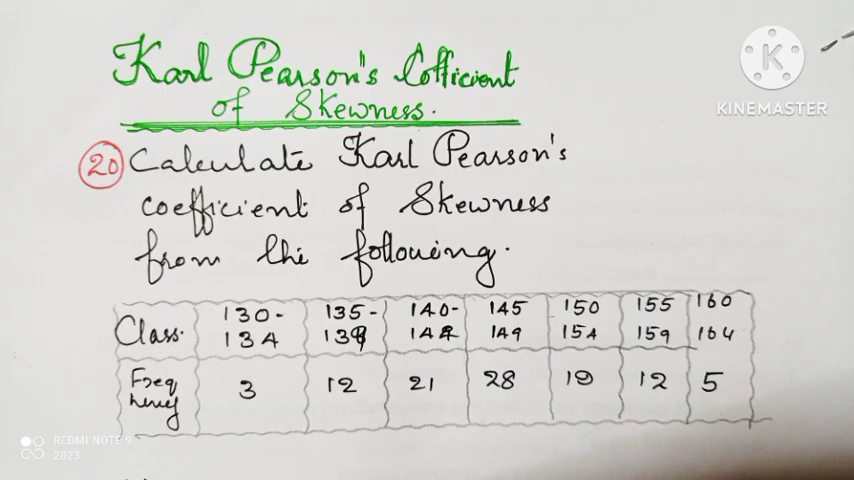 Karl Pearson's Cofficient
of Skewness.
KINEMASTER
20 Calculate Karl Pearson's
coefficient of Skewness
from the following.
Class. 130- 135- 140- 145 150 155 160
134 139 144 149 154 159 164
Freq 3 12 21 28 19 12 5
uency
REDMI NOTE 9
2023